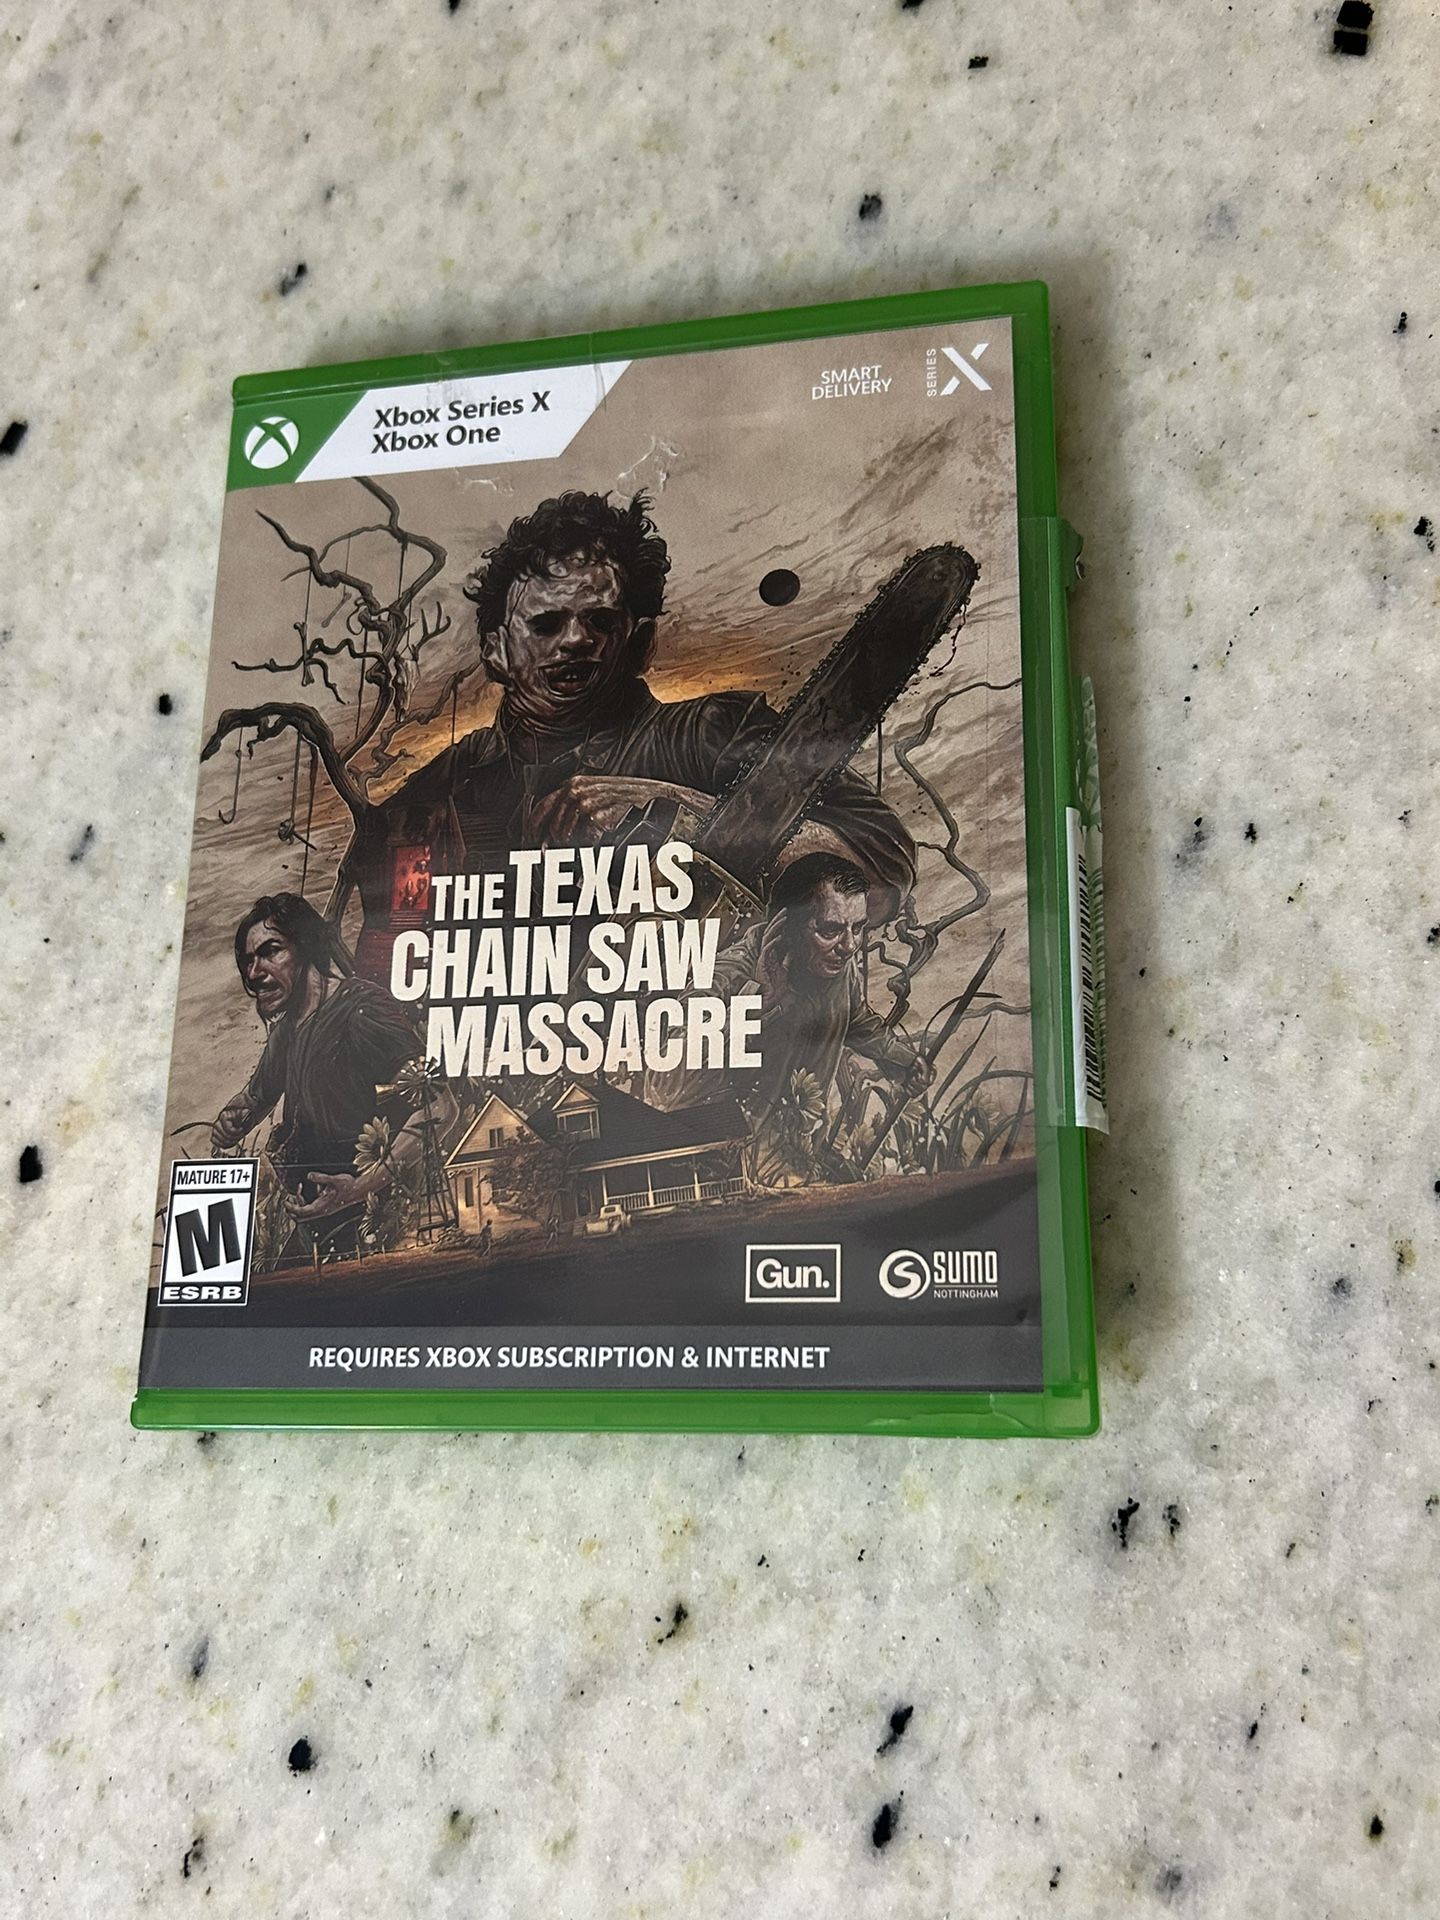 Xbox Series X
Xbox One
SMART
DELIVERY
SERIES X
THE TEXAS
CHAIN SAW
MASSACRE
MATURE 17+
M
ESRB
Gun.
SUMO
NOTTINGHAM
REQUIRES XBOX SUBSCRIPTION & INTERNET